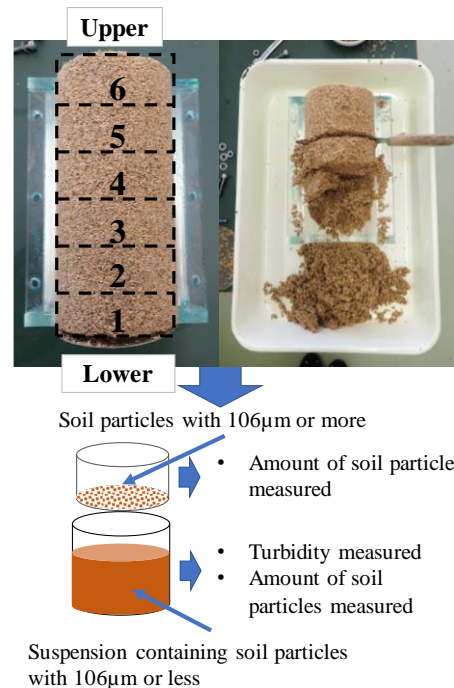 Upper
6
5
4
3
2
1
Lower
Soil particles with 106µm or more
• Amount of soil particle
measured
• Turbidity measured
• Amount of soil
particles measured
Suspension containing soil particles
with 106µm or less